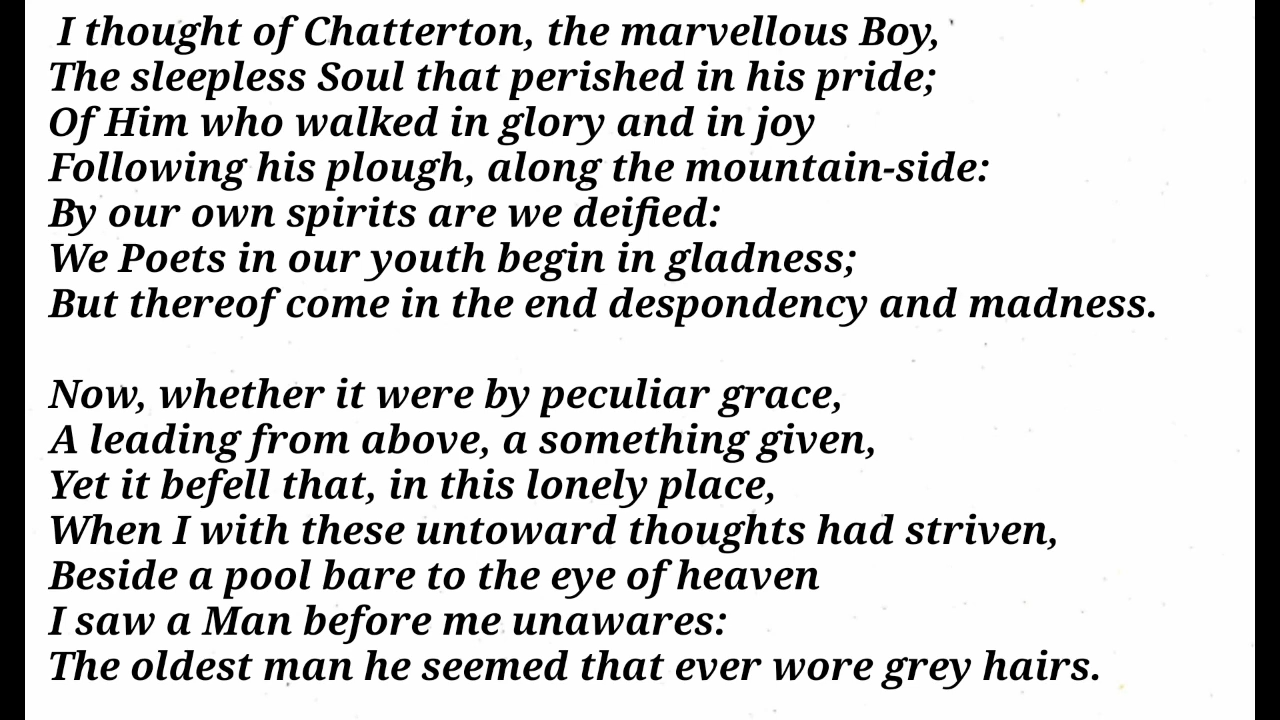 I thought of Chatterton, the marvellous Boy,
The sleepless Soul that perished in his pride;
Of Him who walked in glory and in joy
Following his plough, along the mountain-side:
By our own spirits are we deified:
We Poets in our youth begin in gladness;
But thereof come in the end despondency and madness.

Now, whether it were by peculiar grace,
A leading from above, a something given,
Yet it befell that, in this lonely place,
When I with these untoward thoughts had striven,
Beside a pool bare to the eye of heaven
I saw a Man before me unawares:
The oldest man he seemed that ever wore grey hairs.